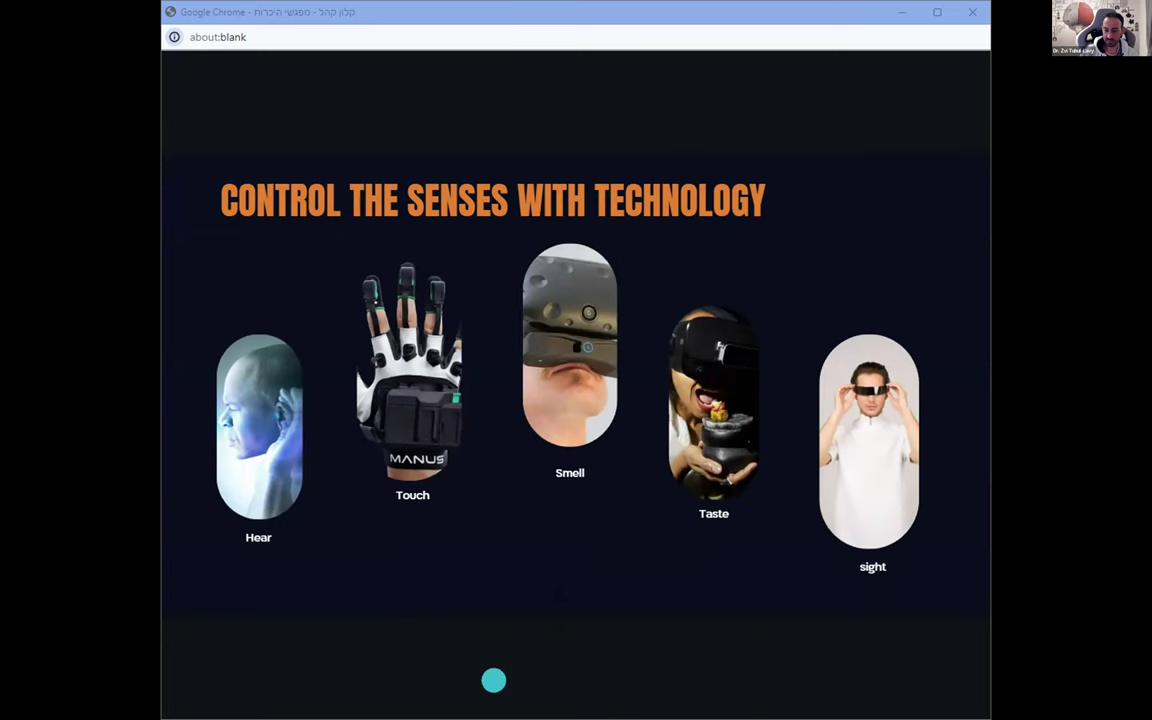 קלון קהל - מפגשי היכרות - Google Chrome
about:blank
CONTROL THE SENSES WITH TECHNOLOGY
MANUS
Hear
Touch
Smell
Taste
sight